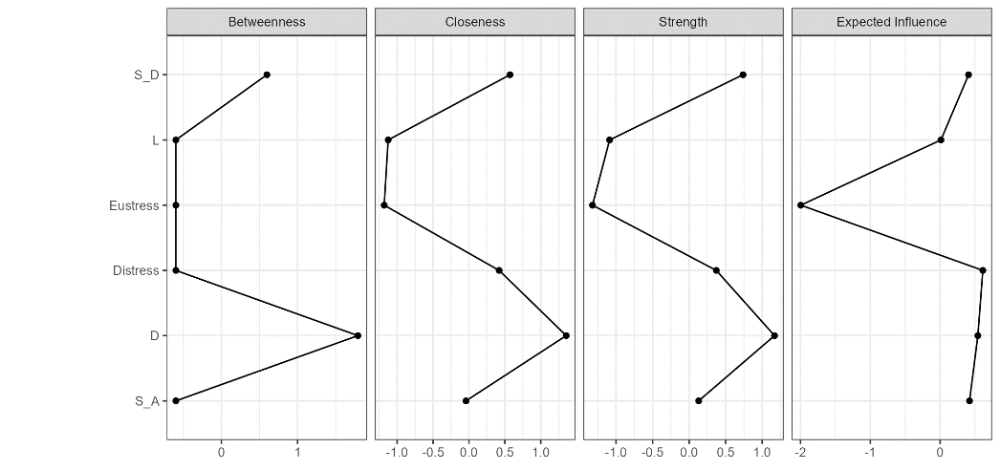 Betweenness Closeness Strength Expected Influence
S_D
L
Eustress
Distress
D
S_A
0 1 -1.0 -0.5 0.0 0.5 1.0 -1.0 -0.5 0.0 0.5 1.0 -2 -1 0